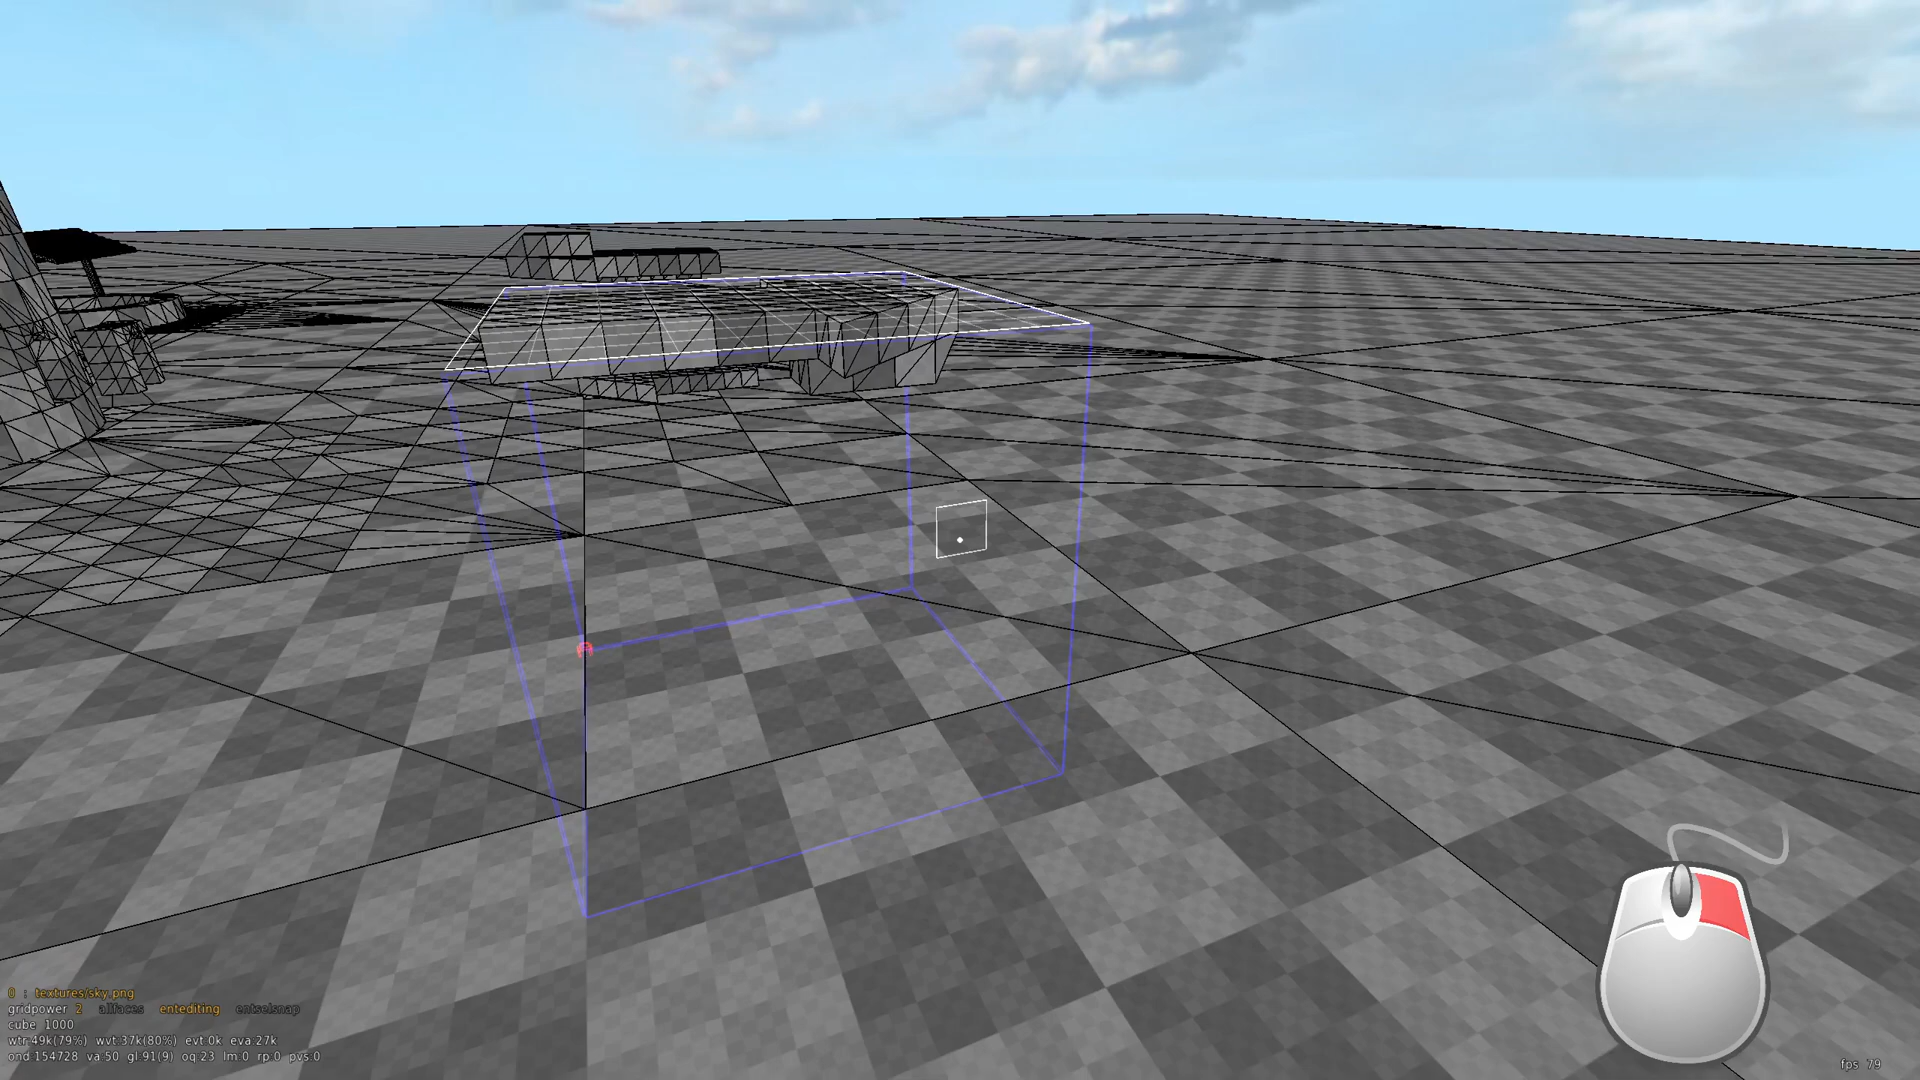 0 : textures/sky.png
gridpower 2 allfaces entediting entselsnap
cube 1000
wtr:49k(79%) wvt:37k(80%) evt:0k eva:27k
ond:154728 va:50 gl:91(9) oq:23 lm:0 rp:0 pvs:0
fps 79